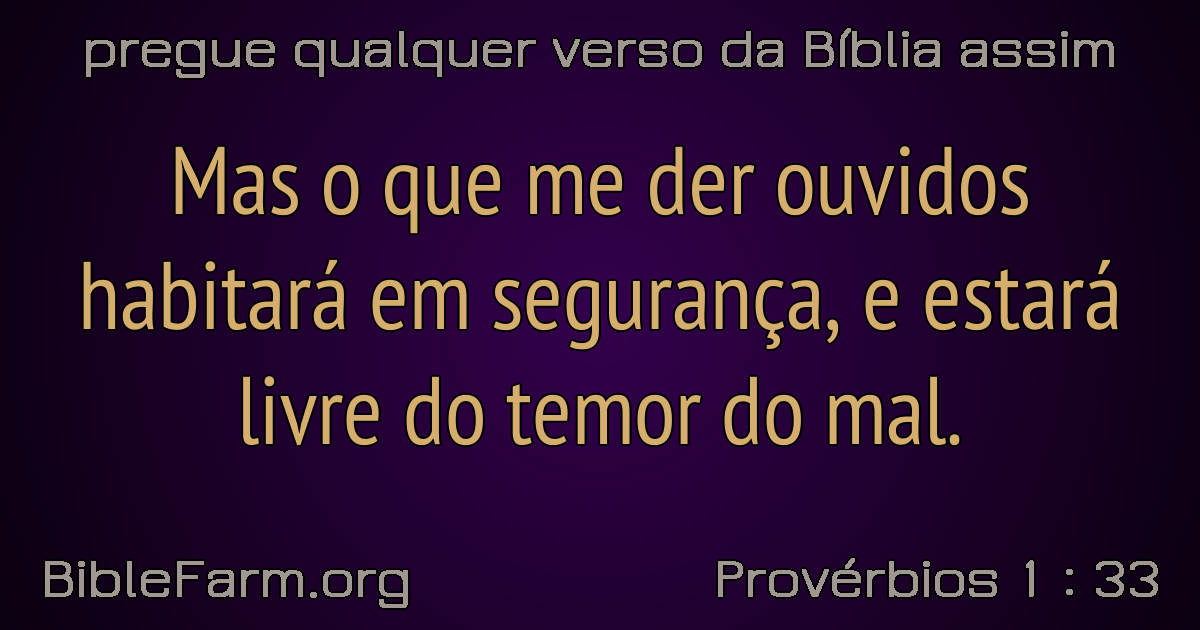 pregue qualquer verso da Bíblia assim
Mas o que me der ouvidos
habitará em segurança, e estará
livre do temor do mal.
BibleFarm.org
Provérbios 1 : 33